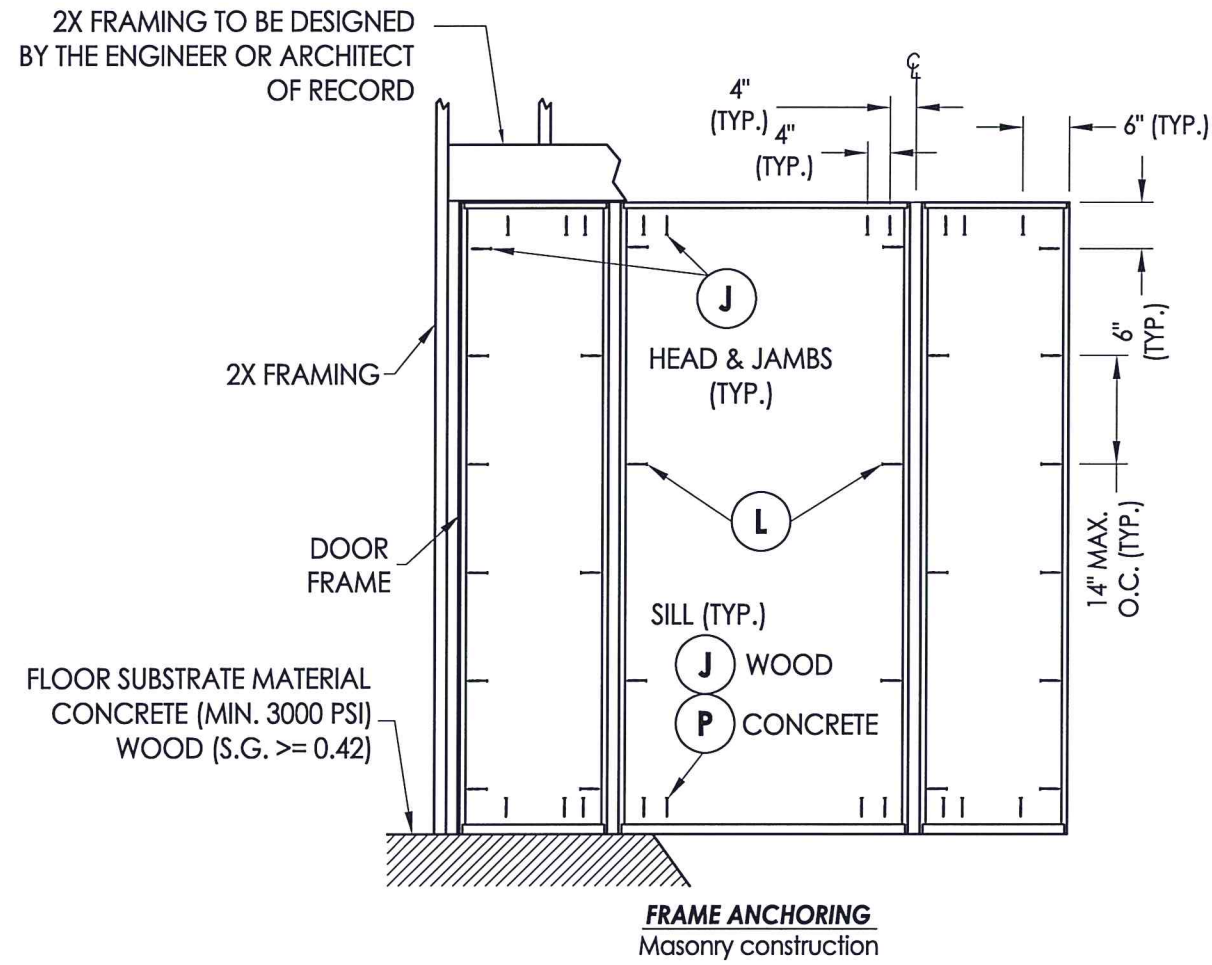 2X FRAMING TO BE DESIGNED
BY THE ENGINEER OR ARCHITECT
OF RECORD
℄
4"
(TYP.)
4"
(TYP.)
6" (TYP.)
J
HEAD & JAMBS
(TYP.)
6"
(TYP.)
2X FRAMING
L
14" MAX.
O.C. (TYP.)
DOOR
FRAME
SILL (TYP.)
J WOOD
P CONCRETE
FLOOR SUBSTRATE MATERIAL
CONCRETE (MIN. 3000 PSI)
WOOD (S.G. >= 0.42)
FRAME ANCHORING
Masonry construction